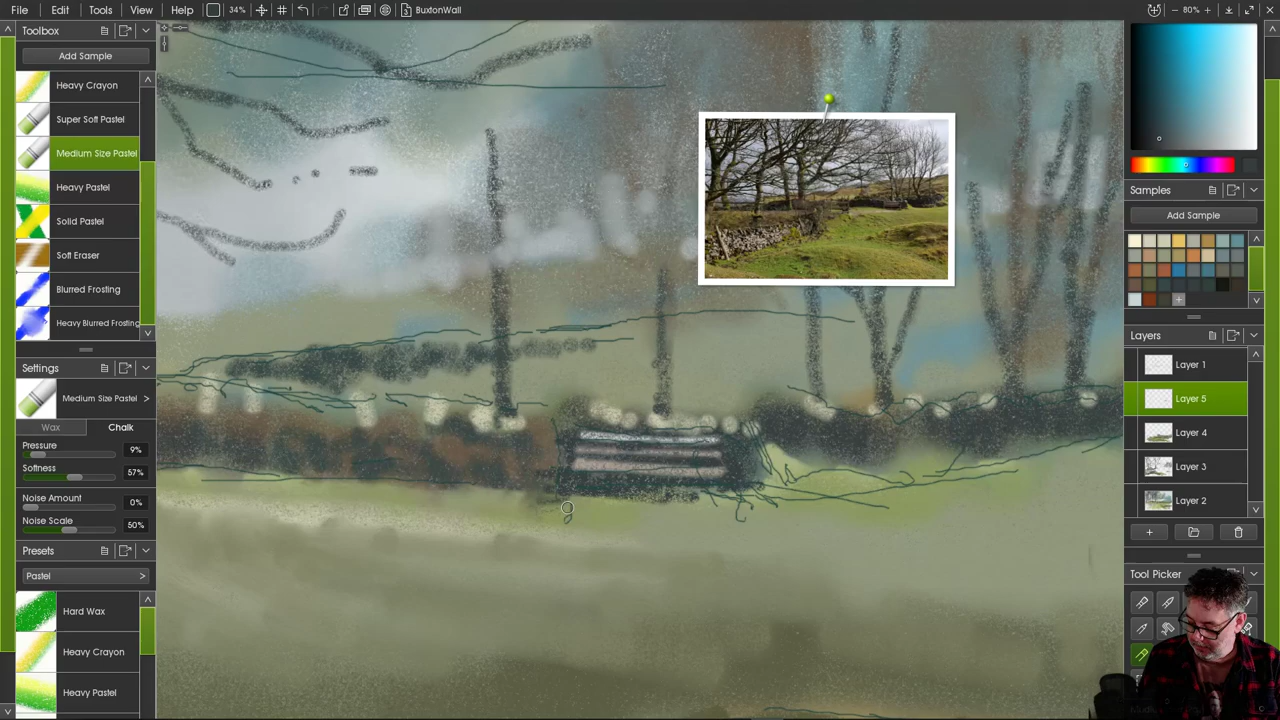 File Edit Tools View Help 34% BuxtonWall 80%
Toolbox
Add Sample
Heavy Crayon
Super Soft Pastel
Medium Size Pastel
Heavy Pastel
Solid Pastel
Soft Eraser
Blurred Frosting
Heavy Blurred Frosting
Settings
Medium Size Pastel >
Wax Chalk
Pressure 9%
Softness 57%
Noise Amount 0%
Noise Scale 50%
Presets
Pastel >
Hard Wax
Heavy Crayon
Heavy Pastel
Samples
Add Sample
Layers
Layer 1
Layer 5
Layer 4
Layer 3
Layer 2
Tool Picker